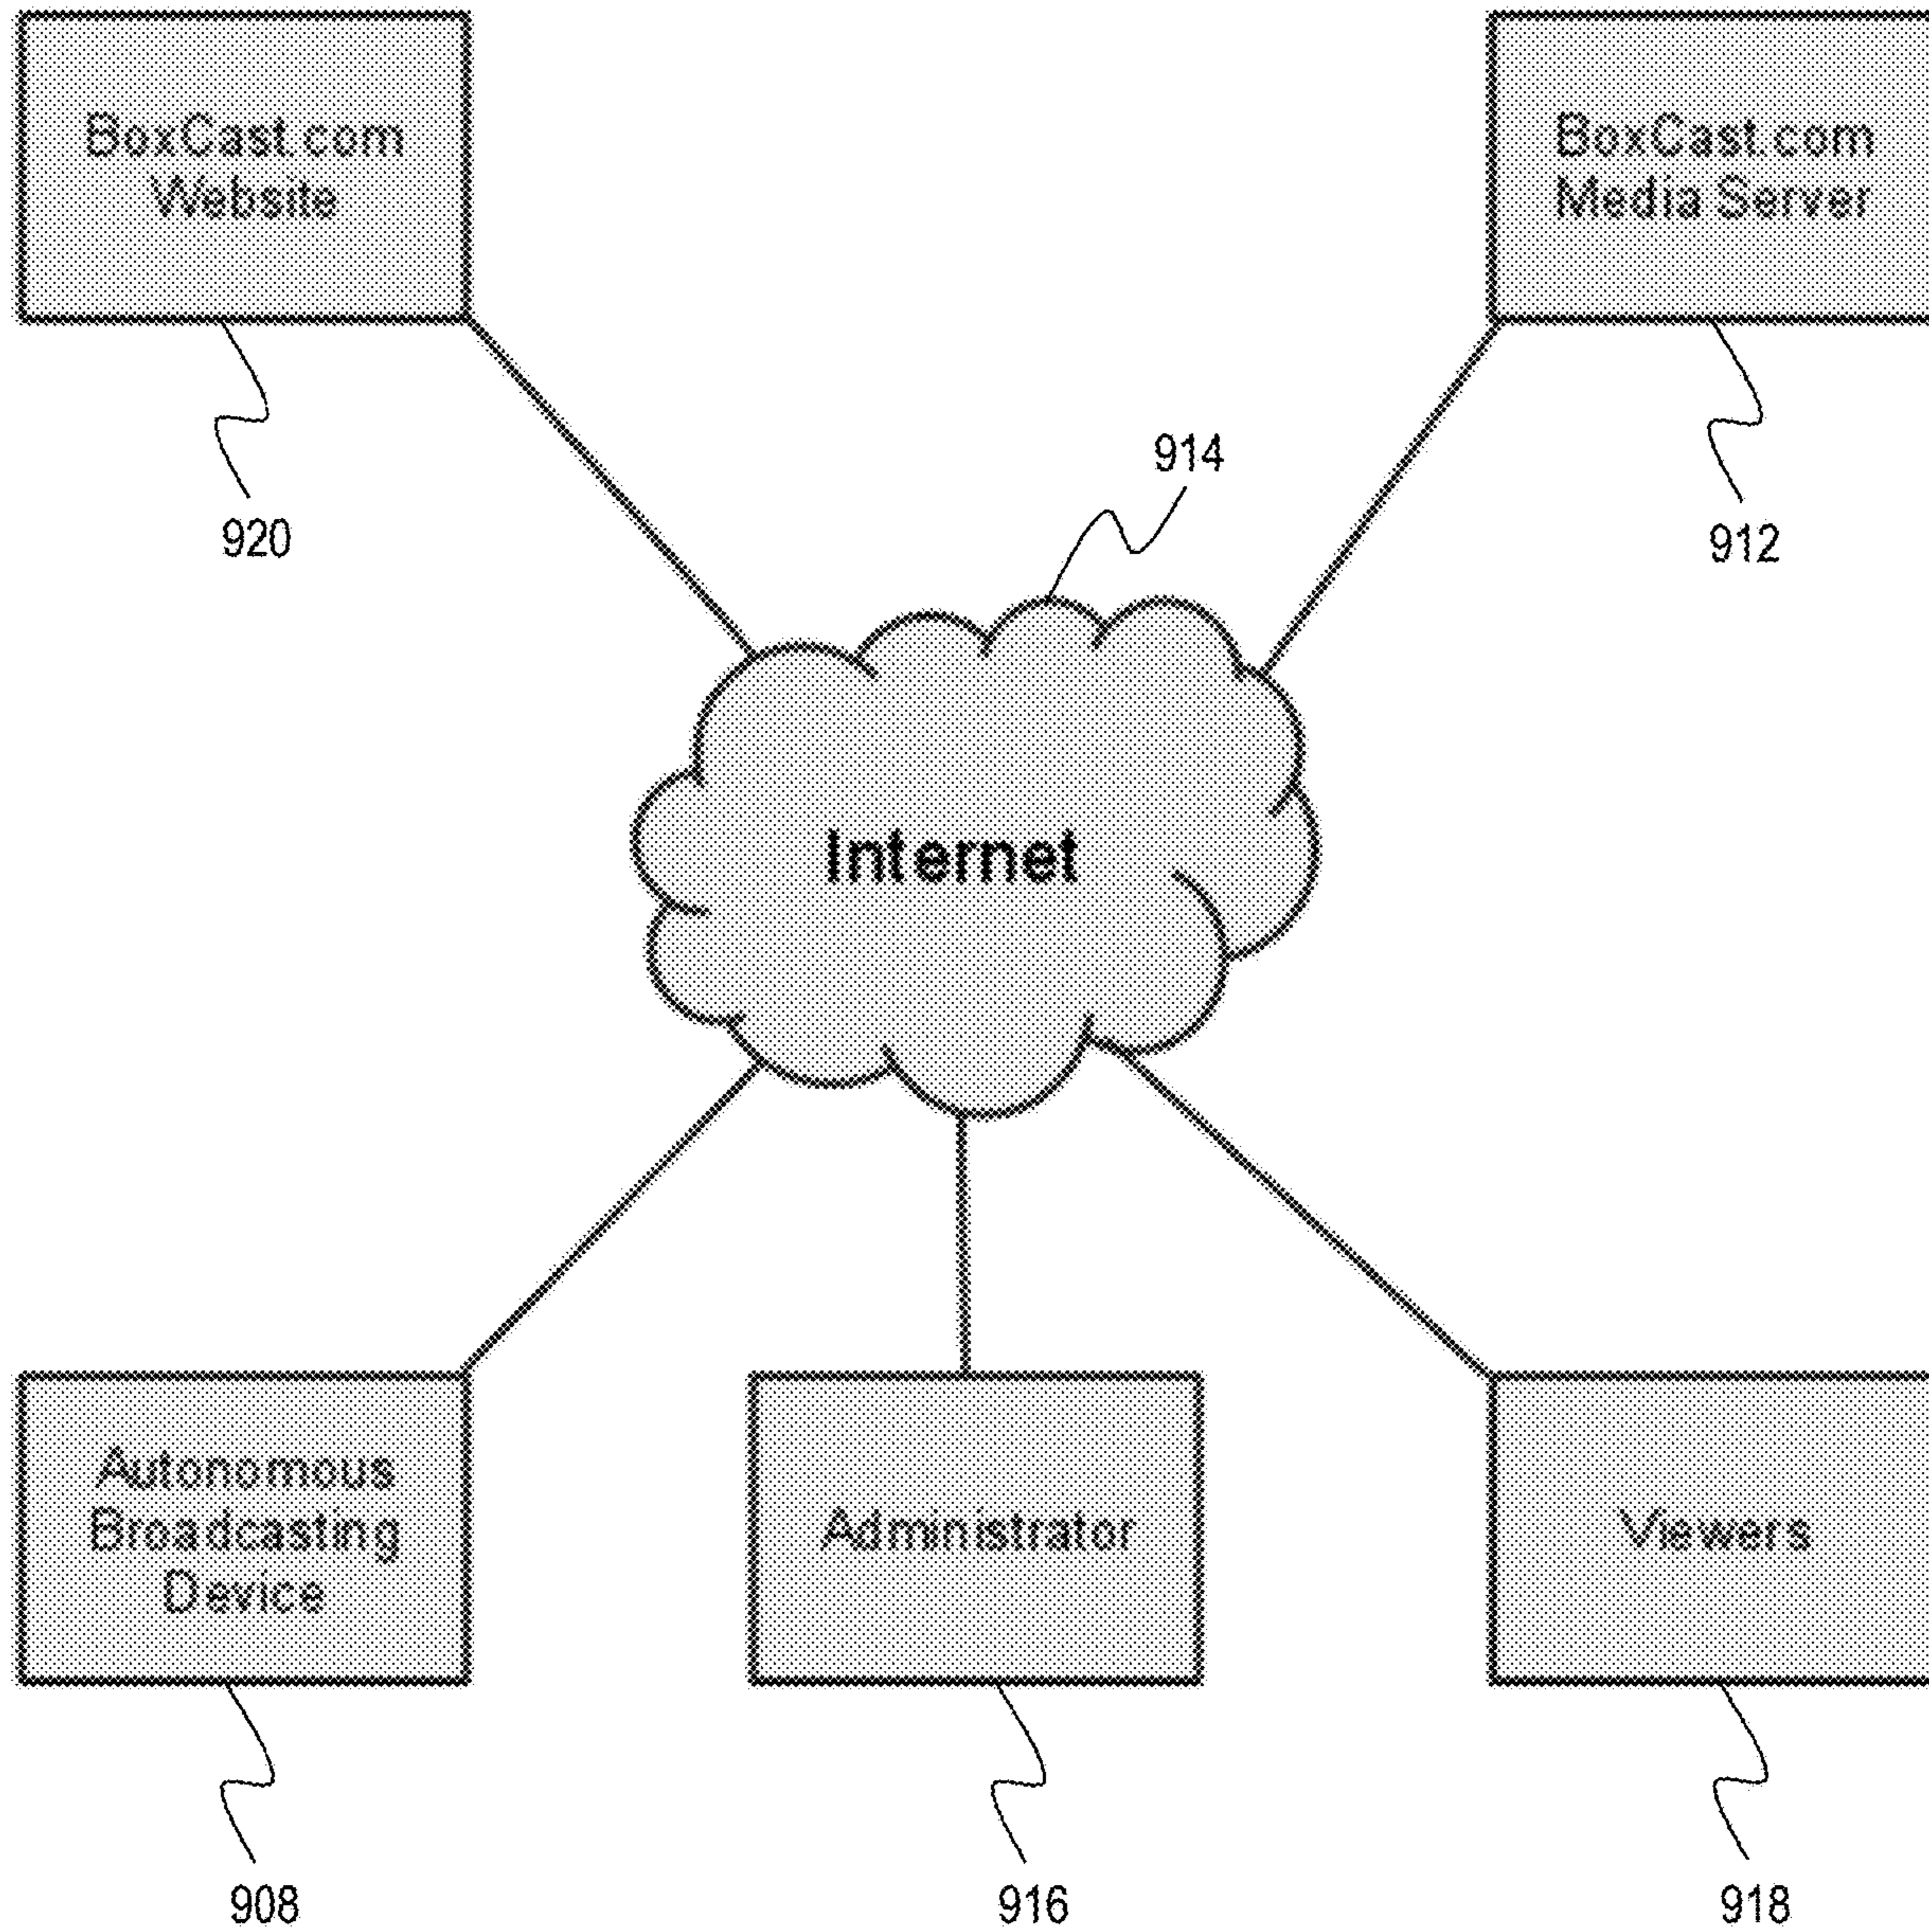 BoxCast.com
Website
BoxCast.com
Media Server
920
914
912
Internet
Autonomous
Broadcasting
Device
Administrator
Viewers
908
916
918